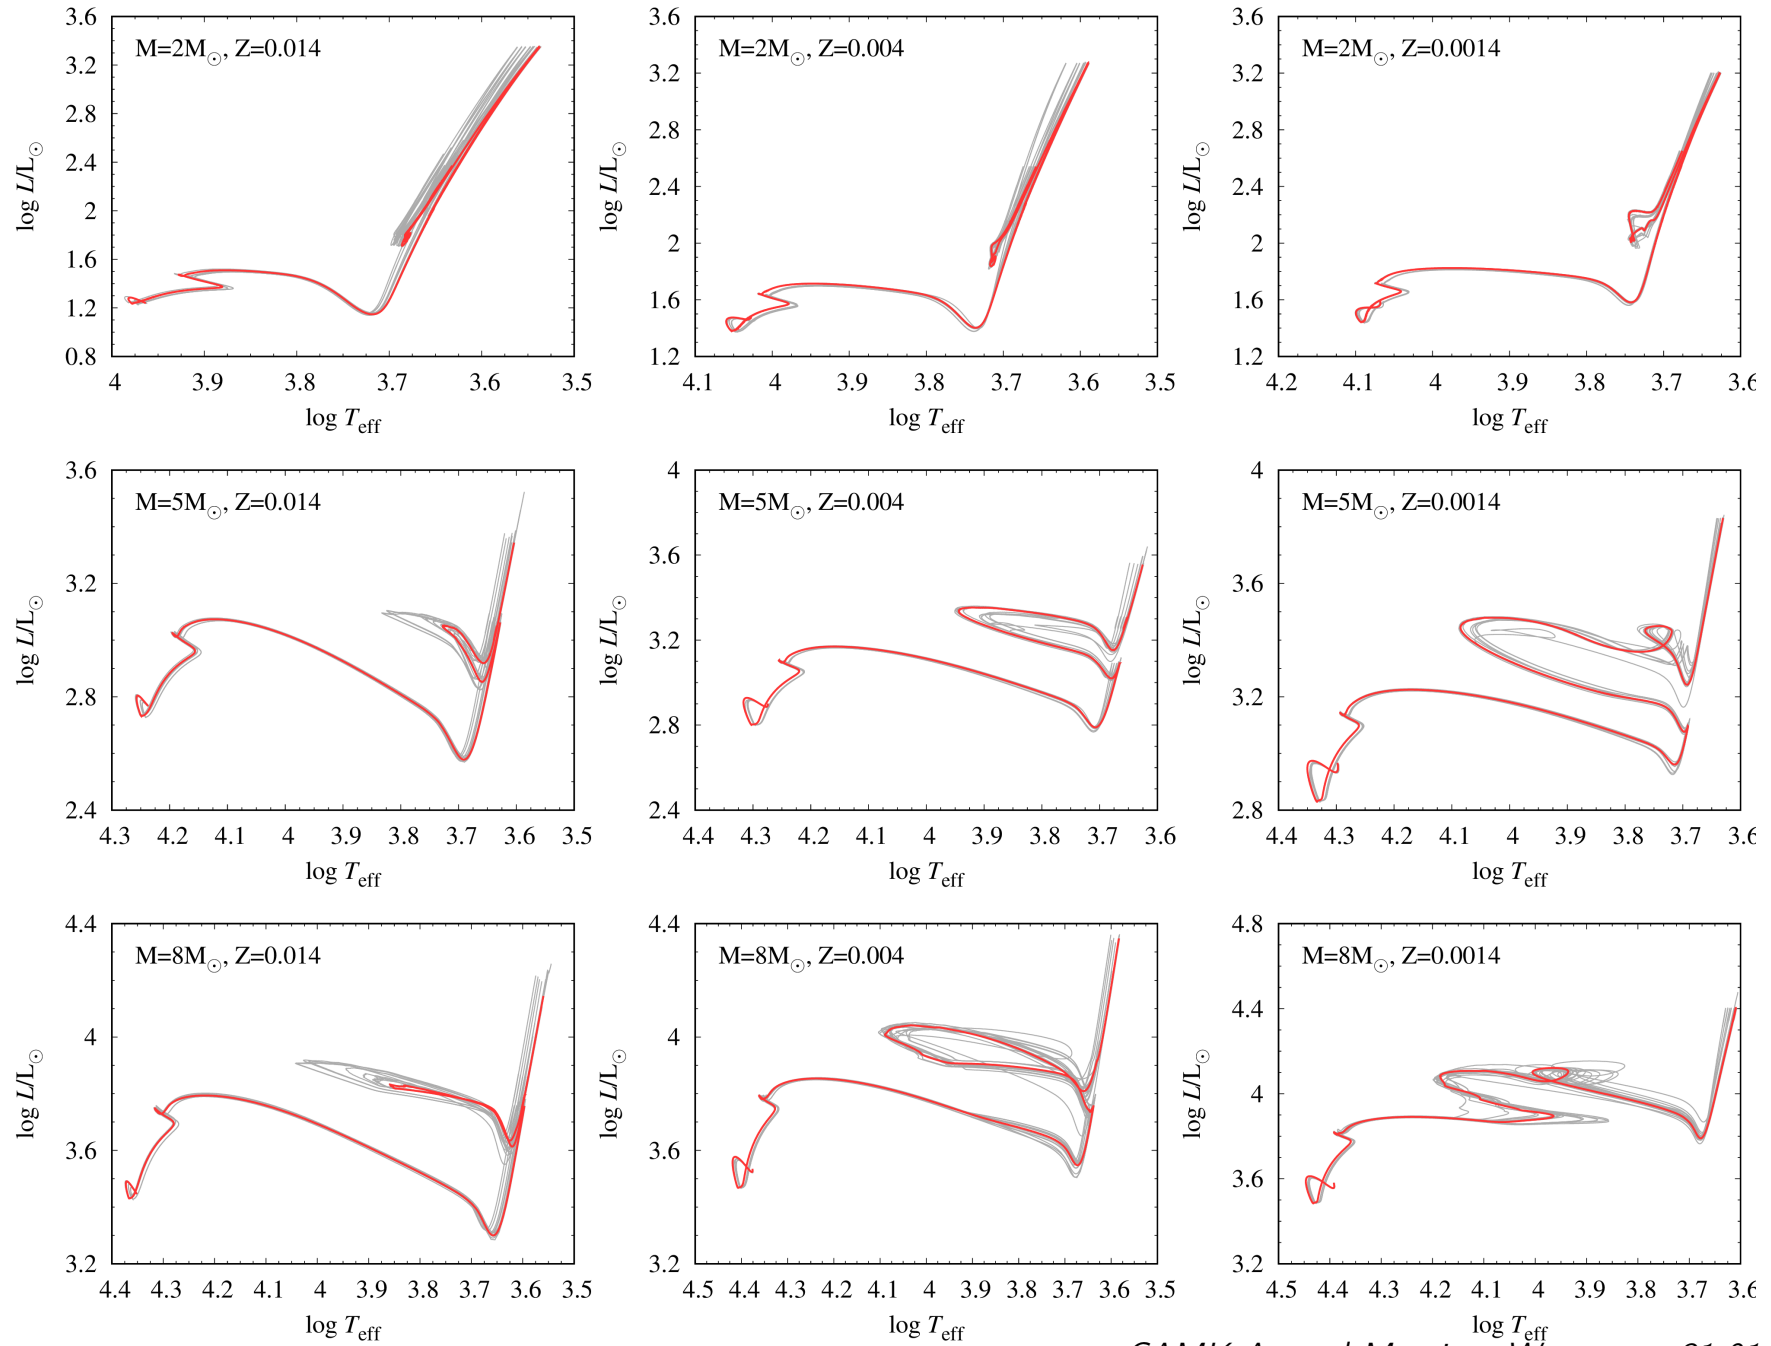 M=2M☉, Z=0.014
3.6
3.2
2.8
2.4
2
1.6
1.2
0.8
log L/L☉
4 3.9 3.8 3.7 3.6 3.5
log Teff
M=2M☉, Z=0.004
3.6
3.2
2.8
2.4
2
1.6
1.2
log L/L☉
4.1 4 3.9 3.8 3.7 3.6 3.5
log Teff
M=2M☉, Z=0.0014
3.6
3.2
2.8
2.4
2
1.6
1.2
log L/L☉
4.2 4.1 4 3.9 3.8 3.7 3.6
log Teff
M=5M☉, Z=0.014
3.6
3.2
2.8
2.4
log L/L☉
4.3 4.2 4.1 4 3.9 3.8 3.7 3.6 3.5
log Teff
M=5M☉, Z=0.004
4
3.6
3.2
2.8
2.4
log L/L☉
4.4 4.3 4.2 4.1 4 3.9 3.8 3.7 3.6
log Teff
M=5M☉, Z=0.0014
4
3.6
3.2
2.8
log L/L☉
4.4 4.3 4.2 4.1 4 3.9 3.8 3.7 3.6
log Teff
M=8M☉, Z=0.014
4.4
4
3.6
3.2
log L/L☉
4.4 4.3 4.2 4.1 4 3.9 3.8 3.7 3.6 3.5
log Teff
M=8M☉, Z=0.004
4.4
4
3.6
3.2
2.8
log L/L☉
4.5 4.4 4.3 4.2 4.1 4 3.9 3.8 3.7 3.6 3.5
log Teff
M=8M☉, Z=0.0014
4.8
4.4
4
3.6
3.2
log L/L☉
4.5 4.4 4.3 4.2 4.1 4 3.9 3.8 3.7 3.6
log Teff